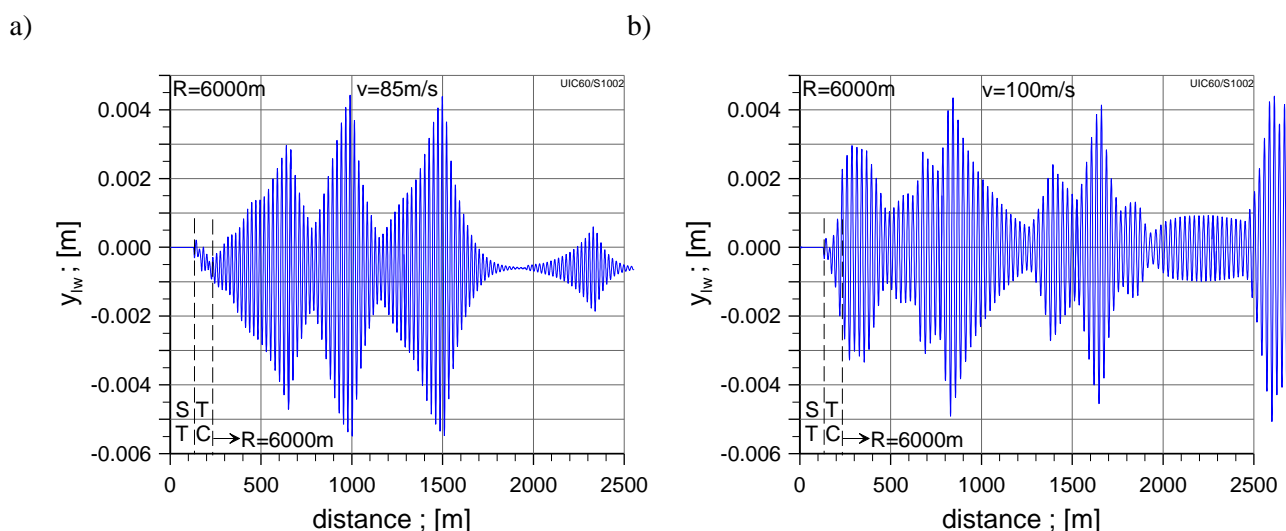 a)
b)
R=6000m v=85m/s UIC60/S1002
0.004
0.002
0.000
-0.002
-0.004
-0.006
y_lw ; [m]
S T
T C R=6000m
0 500 1000 1500 2000 2500
distance ; [m]
R=6000m v=100m/s UIC60/S1002
0.004
0.002
0.000
-0.002
-0.004
-0.006
y_lw ; [m]
S T
T C R=6000m
0 500 1000 1500 2000 2500
distance ; [m]